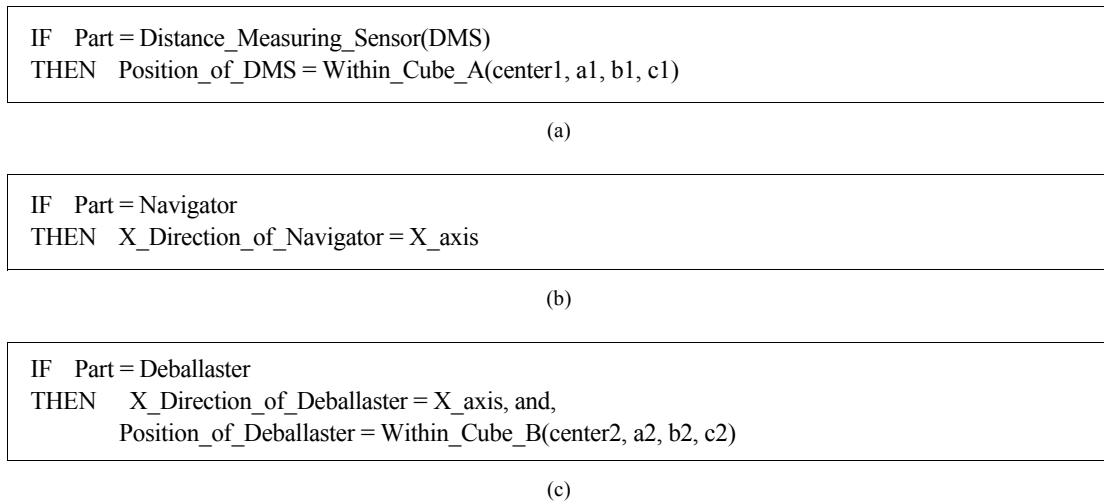 IF Part = Distance_Measuring_Sensor(DMS)
THEN Position_of_DMS = Within_Cube_A(center1, a1, b1, c1)
(a)
IF Part = Navigator
THEN X_Direction_of_Navigator = X_axis
(b)
IF Part = Deballaster
THEN X_Direction_of_Deballaster = X_axis, and,
Position_of_Deballaster = Within_Cube_B(center2, a2, b2, c2)
(c)